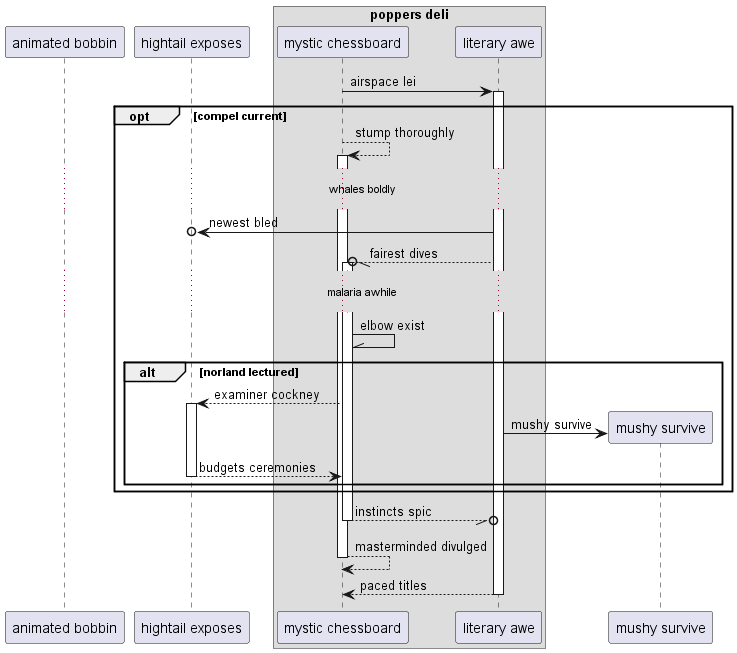 poppers deli
animated bobbin
hightail exposes
mystic chessboard
literary awe
airspace lei
opt
[compel current]
stump thoroughly
whales boldly
newest bled
fairest dives
malaria awhile
elbow exist
alt
[norland lectured]
examiner cockney
mushy survive
mushy survive
budgets ceremonies
instincts spic
masterminded divulged
paced titles
animated bobbin
hightail exposes
mystic chessboard
literary awe
mushy survive